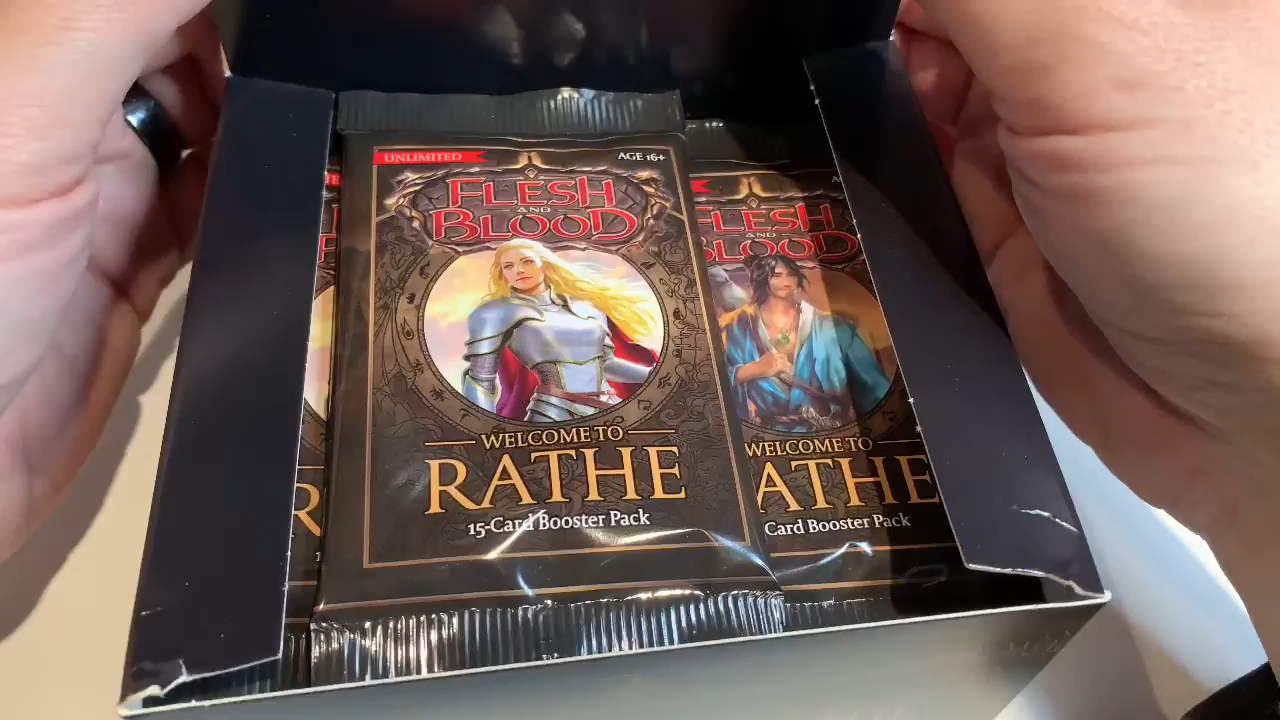 UNLIMITED
AGE 16+
FLESH
AND
BLOOD
WELCOME TO
RATHE
15-Card Booster Pack
FLESH
AND
BLOOD
WELCOME TO
ATHE
Card Booster Pack
R